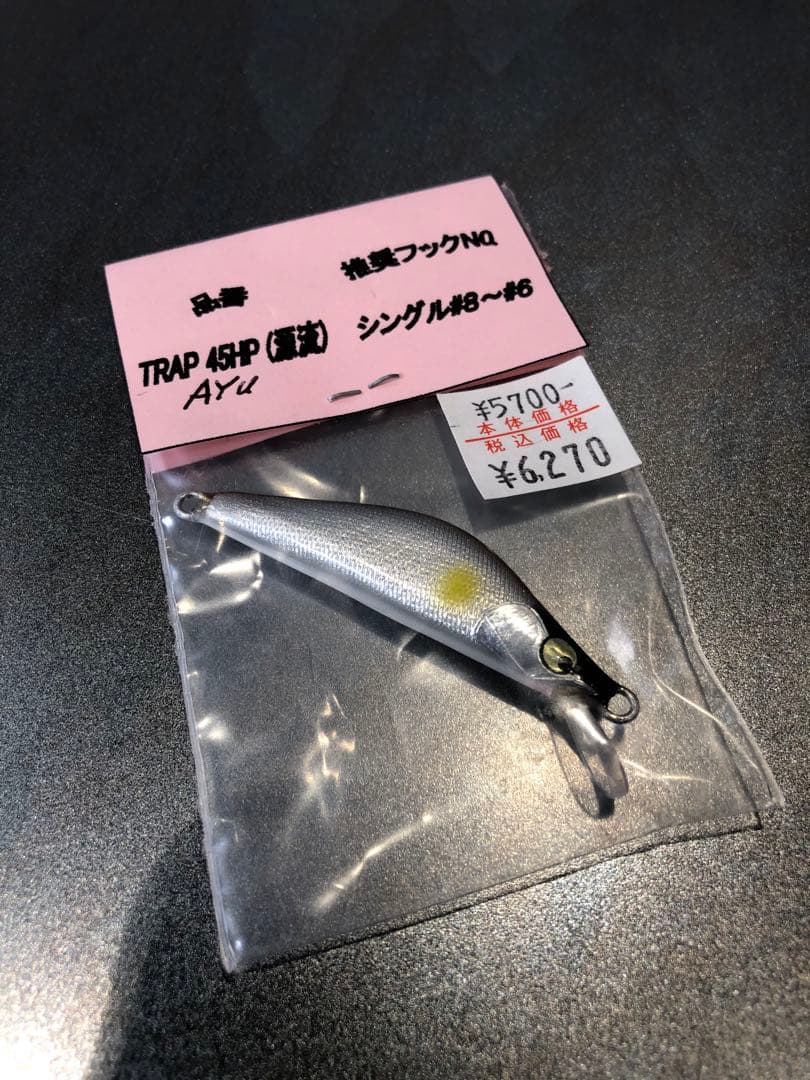 品番
推奨フックNO.
TRAP 45HP (源流)
シングル#8～#6
AYU
¥5700-
本体価格
税込価格
¥6,270